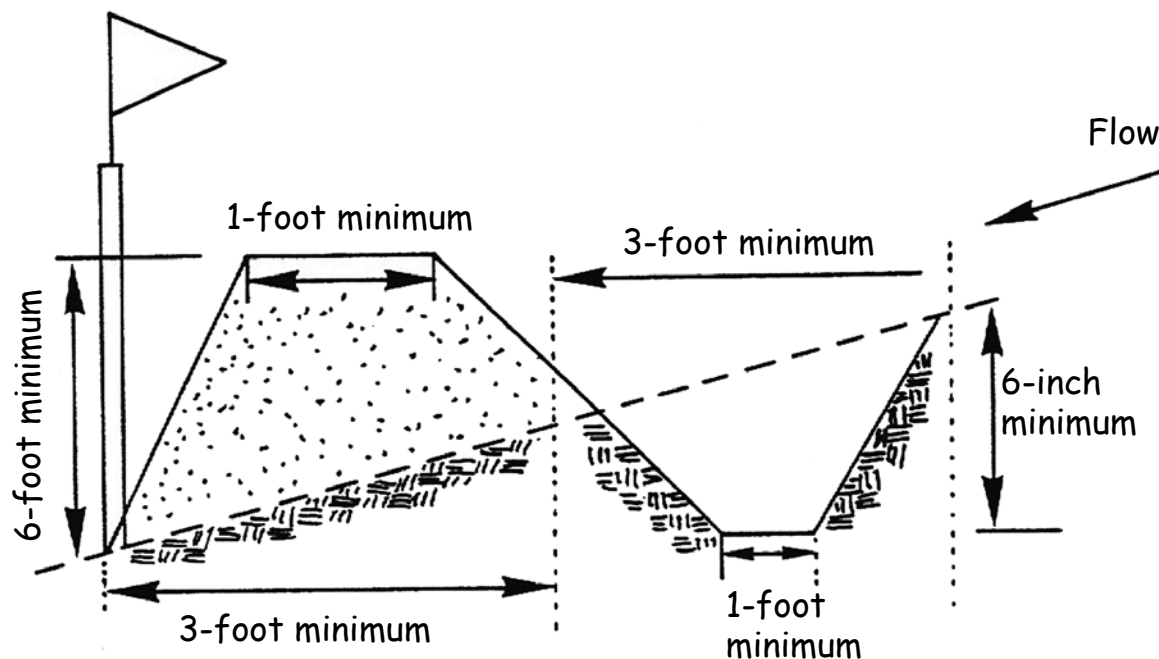 Flow
1-foot minimum
3-foot minimum
6-foot minimum
6-inch
minimum
3-foot minimum
1-foot
minimum